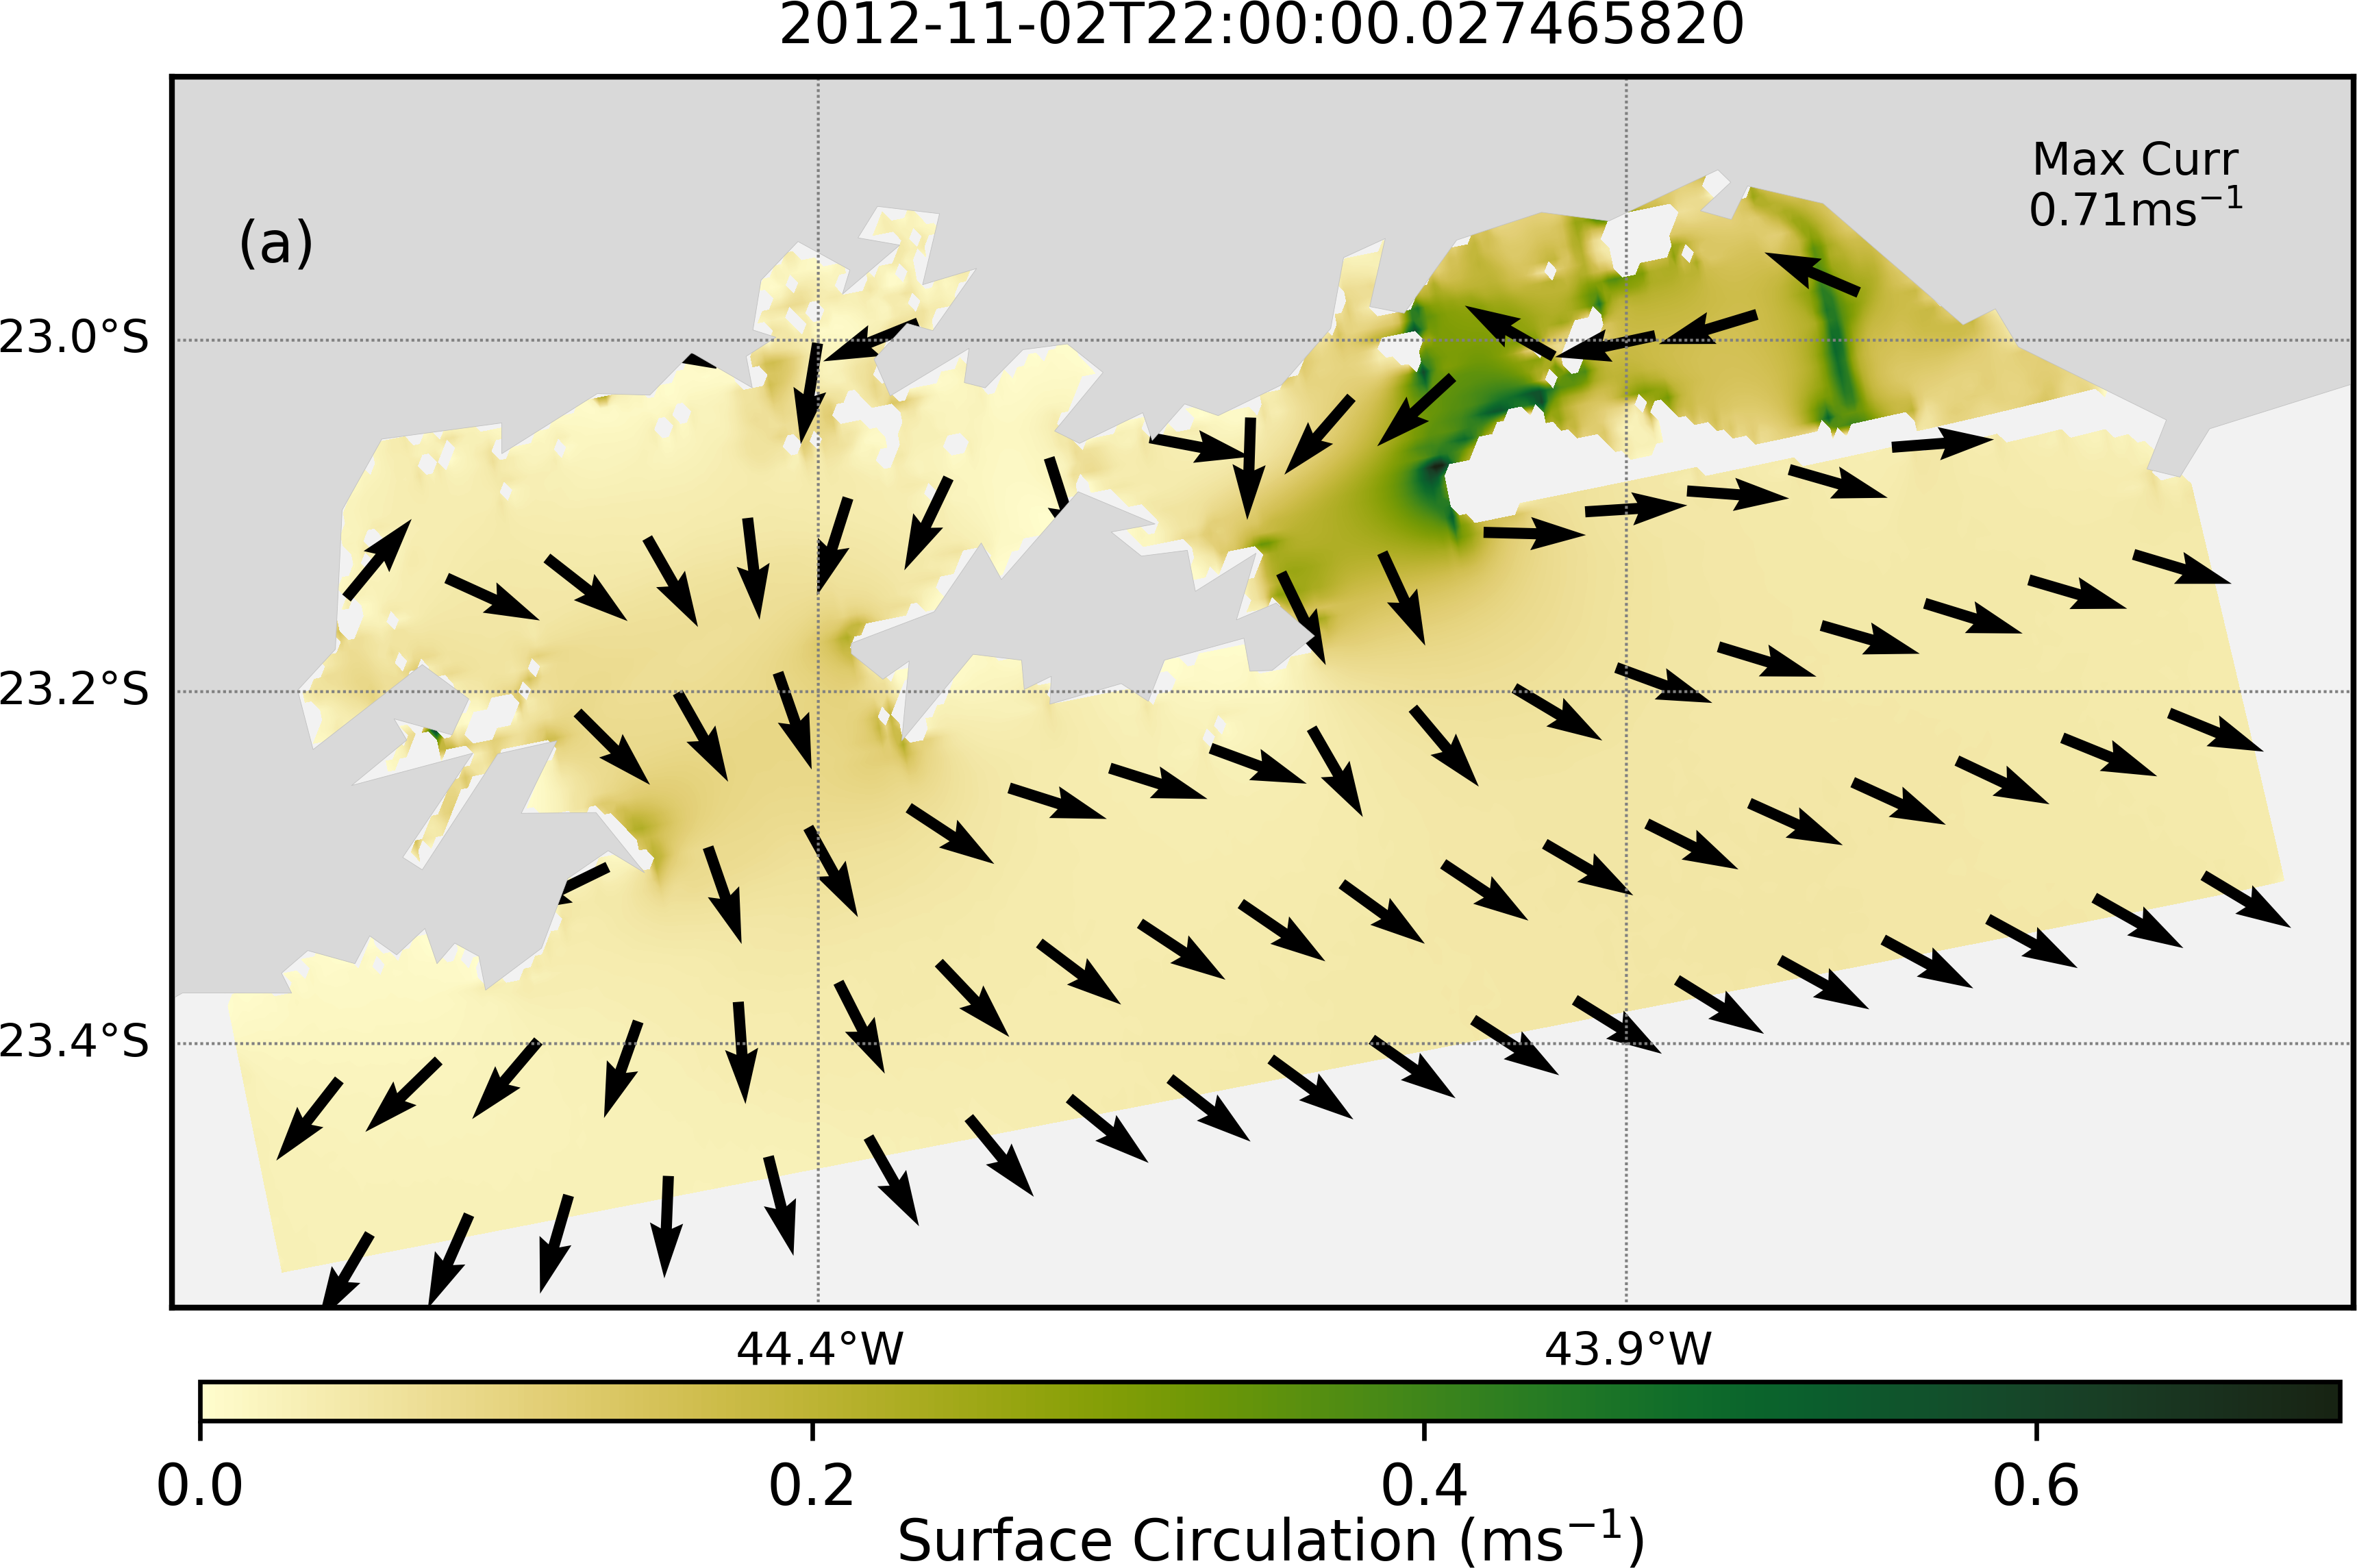 2012-11-02T22:00:00.027465820
Max Curr
0.71ms⁻¹
(a)
23.0°S
23.2°S
23.4°S
44.4°W 43.9°W
0.0 0.2 0.4 0.6
Surface Circulation (ms⁻¹)